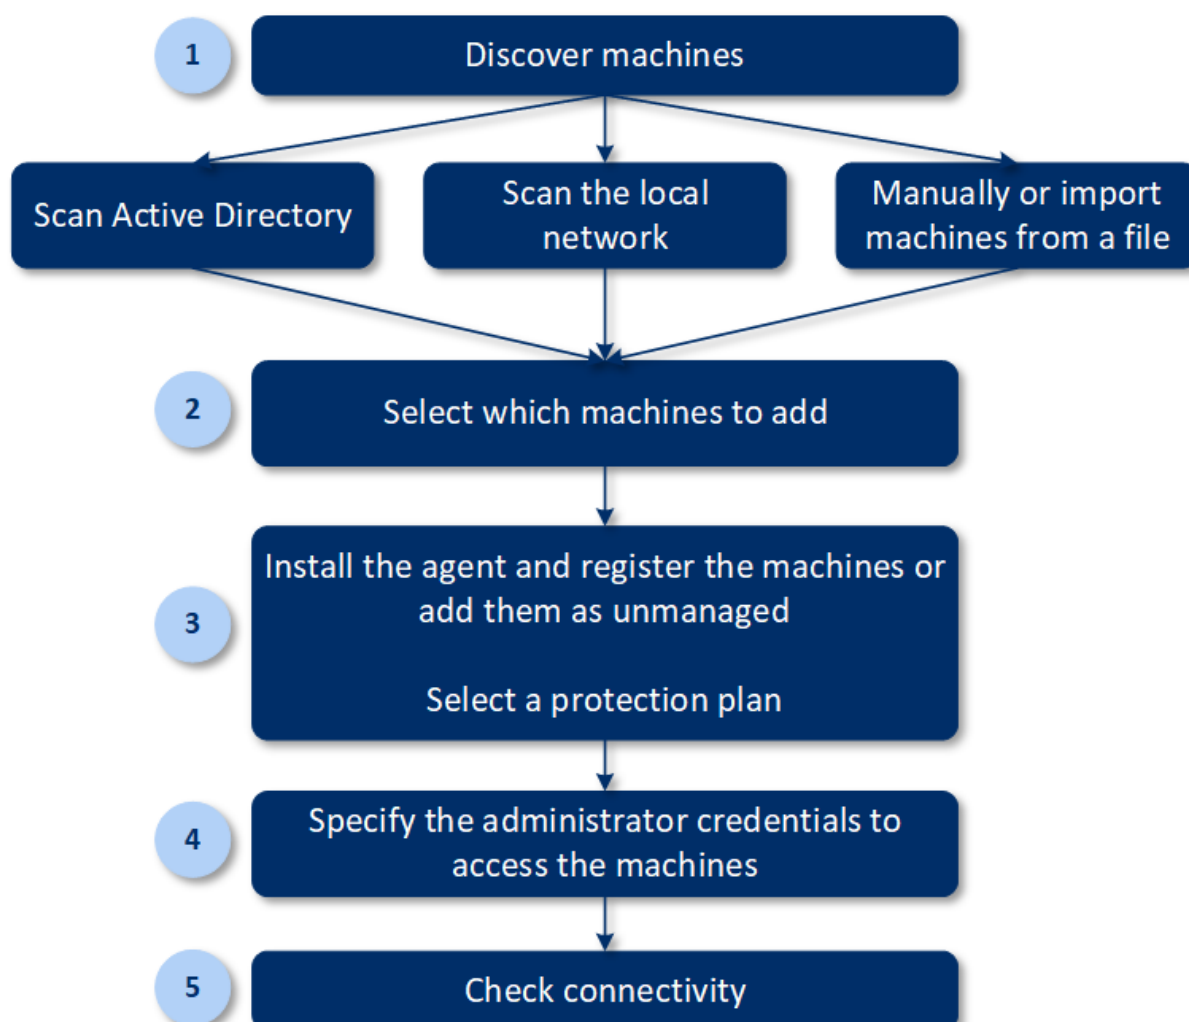 1
Discover machines
Scan Active Directory
Scan the local
network
Manually or import
machines from a file
2
Select which machines to add
3
Install the agent and register the machines or
add them as unmanaged
Select a protection plan
4
Specify the administrator credentials to
access the machines
5
Check connectivity